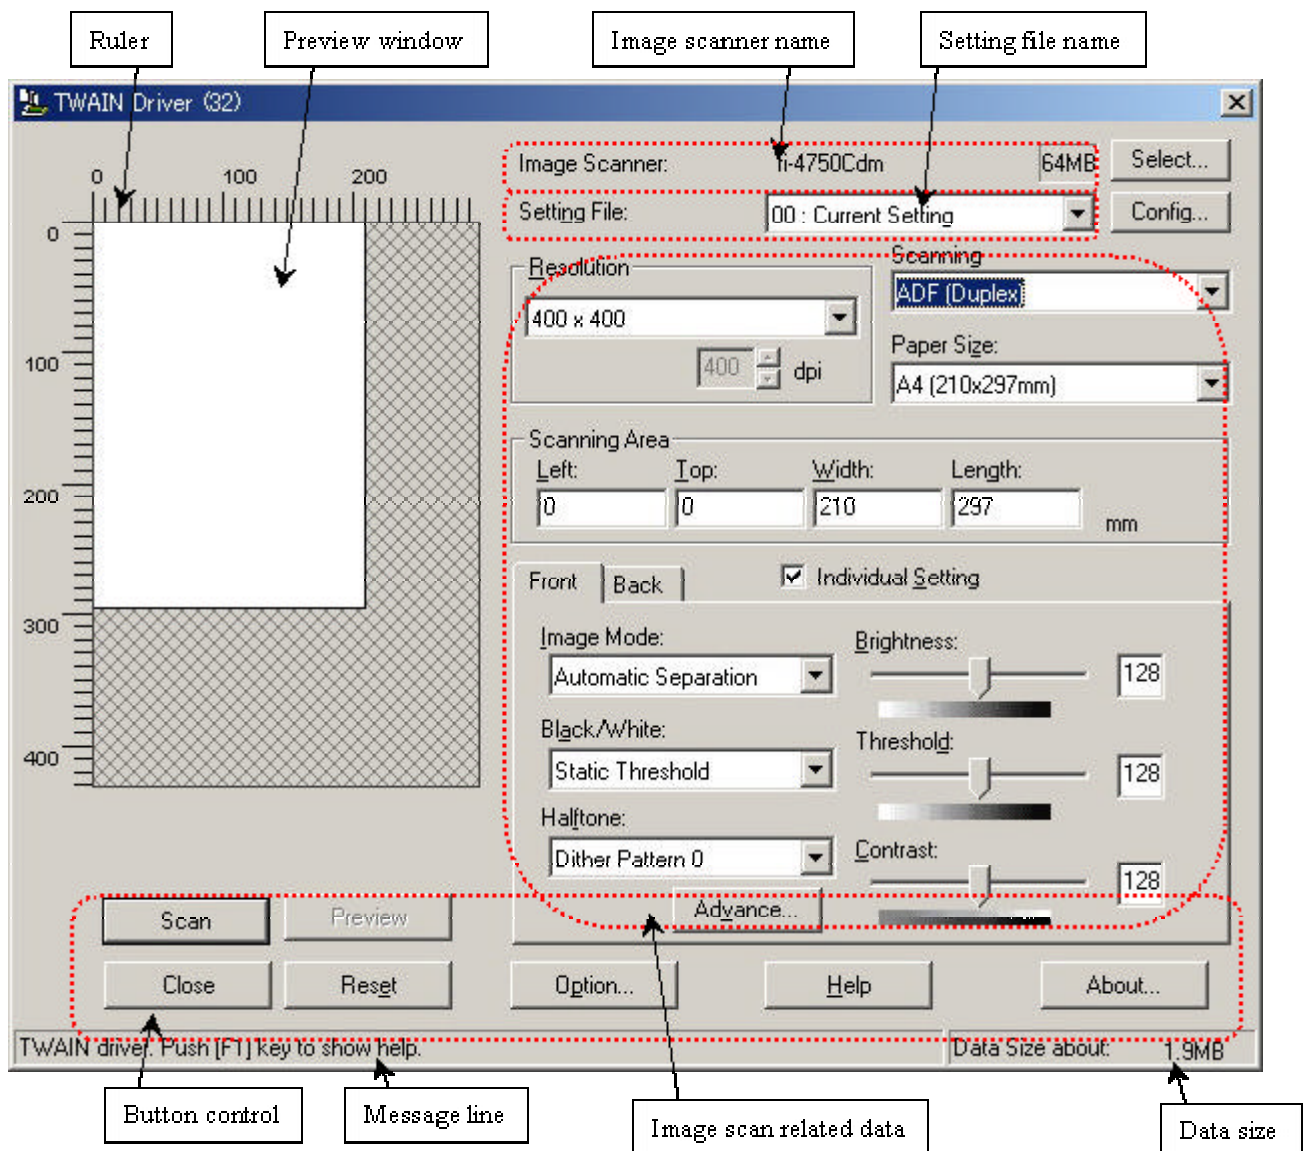 Ruler
Preview window
Image scanner name
Setting file name
TWAIN Driver (32)
Image Scanner: fi-4750Cdm 64MB Select...
Setting File: 00 : Current Setting Config...
0 100 200
0
100
200
300
400
Resolution
400 x 400
400 dpi
Scanning
ADF (Duplex)
Paper Size:
A4 (210x297mm)
Scanning Area
Left: Top: Width: Length:
0 0 210 297 mm
Front Back Individual Setting
Image Mode:
Automatic Separation
Black/White:
Static Threshold
Halftone:
Dither Pattern 0
Brightness:
128
Threshold:
128
Contrast:
128
Advance...
Scan Preview
Close Reset Option... Help About...
TWAIN driver. Push [F1] key to show help. Data Size about: 1.9MB
Button control
Message line
Image scan related data
Data size